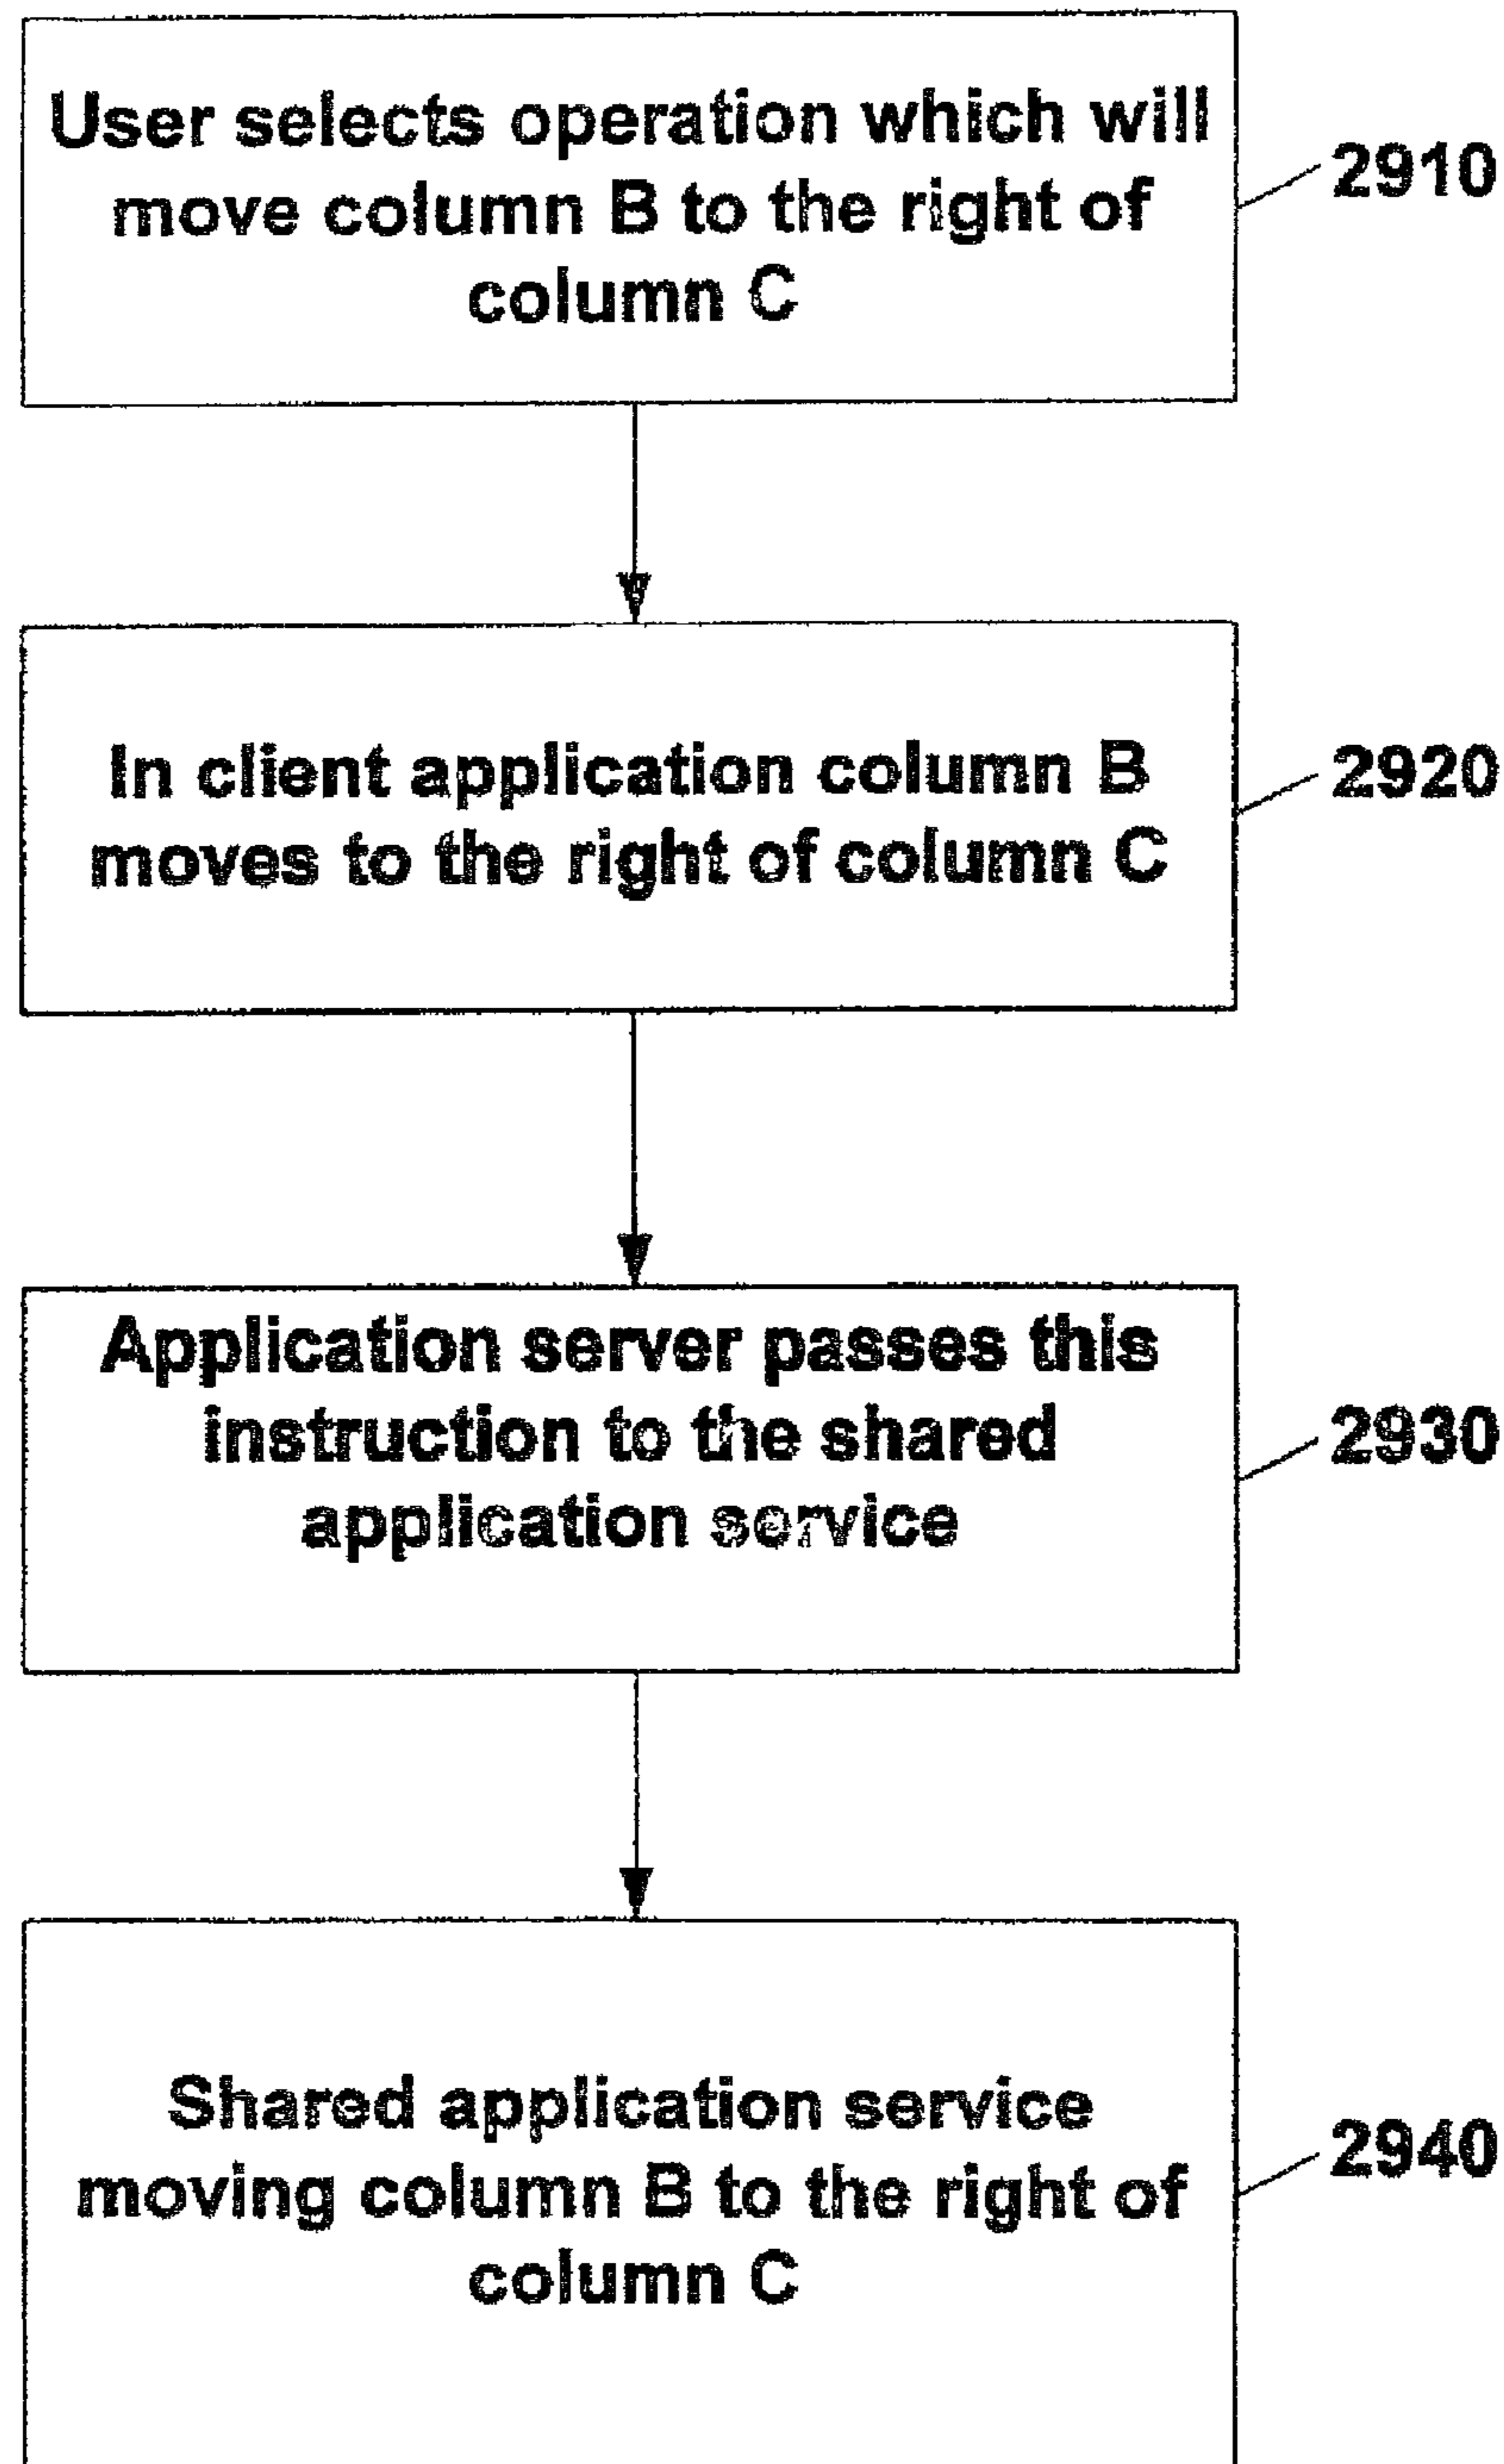 User selects operation which will
move column B to the right of
column C
2910
In client application column B
moves to the right of column C
2920
Application server passes this
instruction to the shared
application service
2930
Shared application service
moving column B to the right of
column C
2940